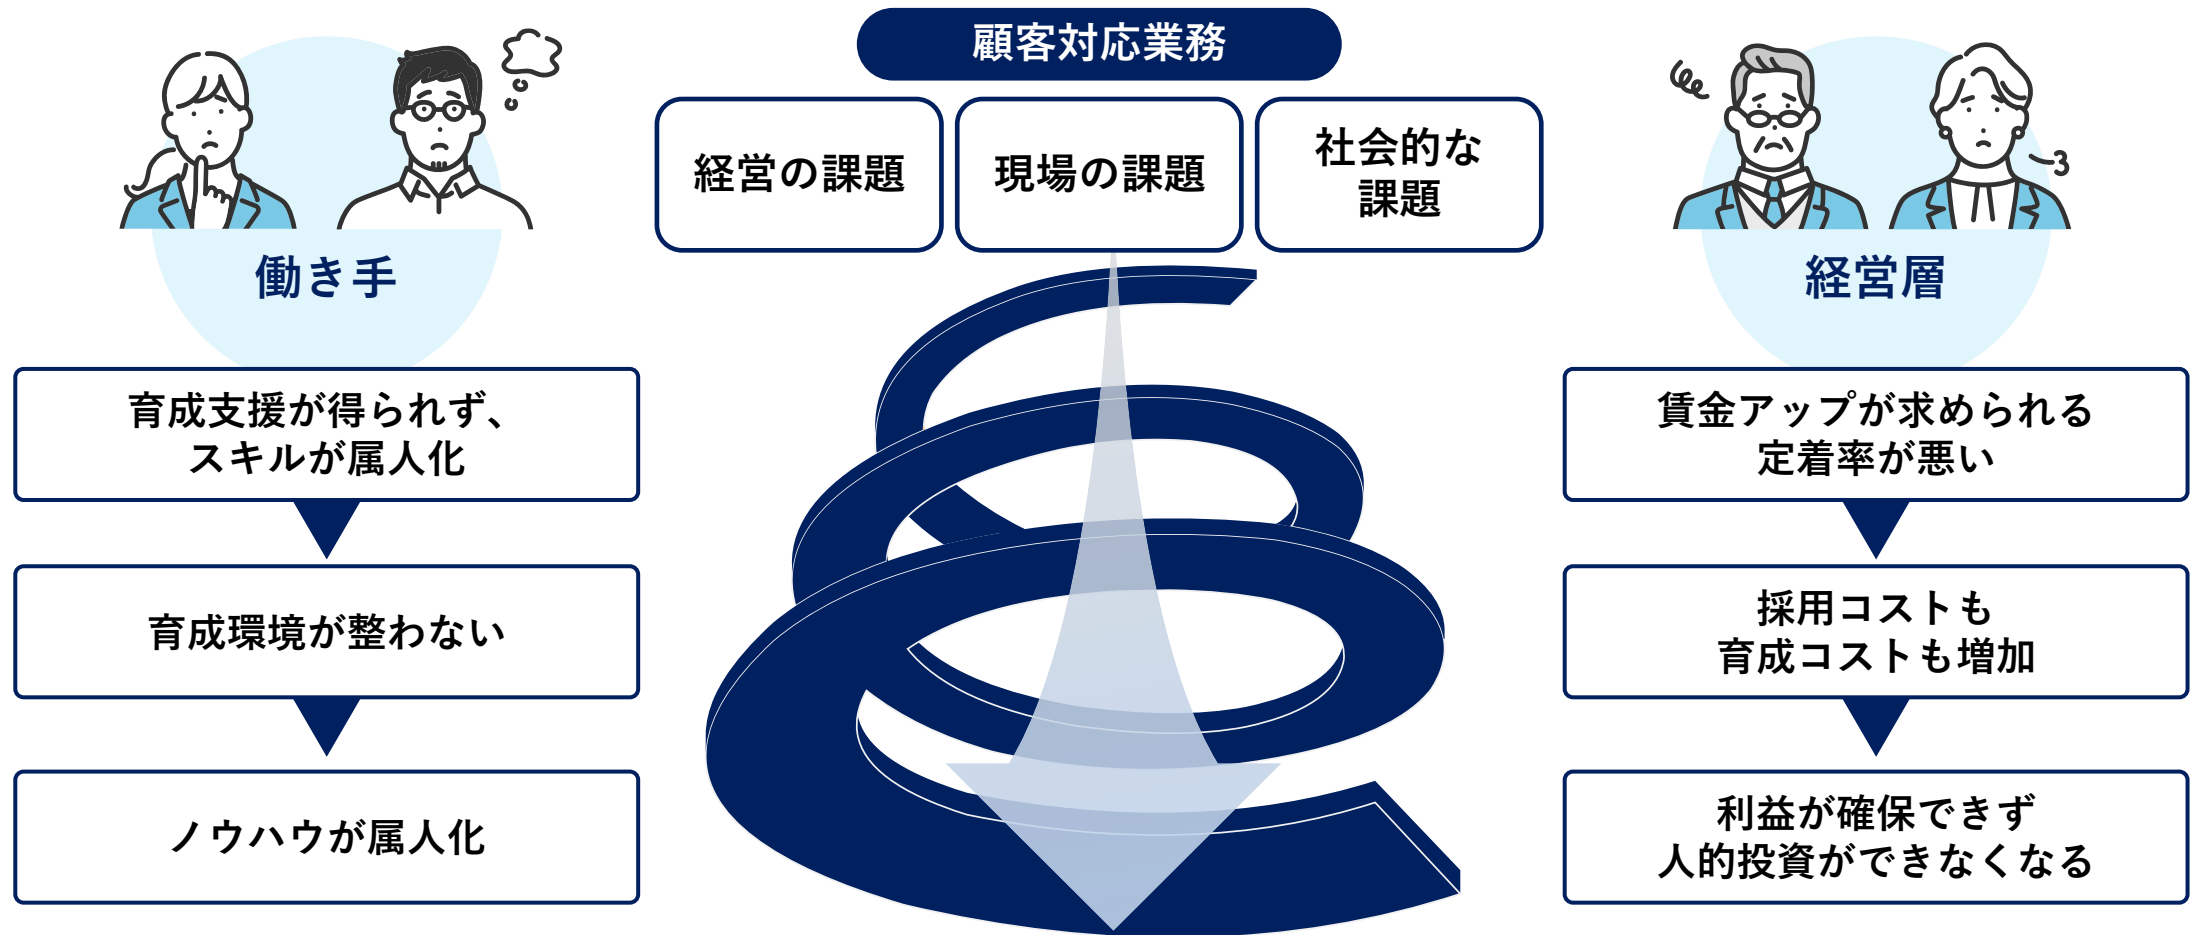 顧客対応業務
経営の課題
現場の課題
社会的な
課題
働き手
育成支援が得られず、
スキルが属人化
育成環境が整わない
ノウハウが属人化
経営層
賃金アップが求められる
定着率が悪い
採用コストも
育成コストも増加
利益が確保できず
人的投資ができなくなる